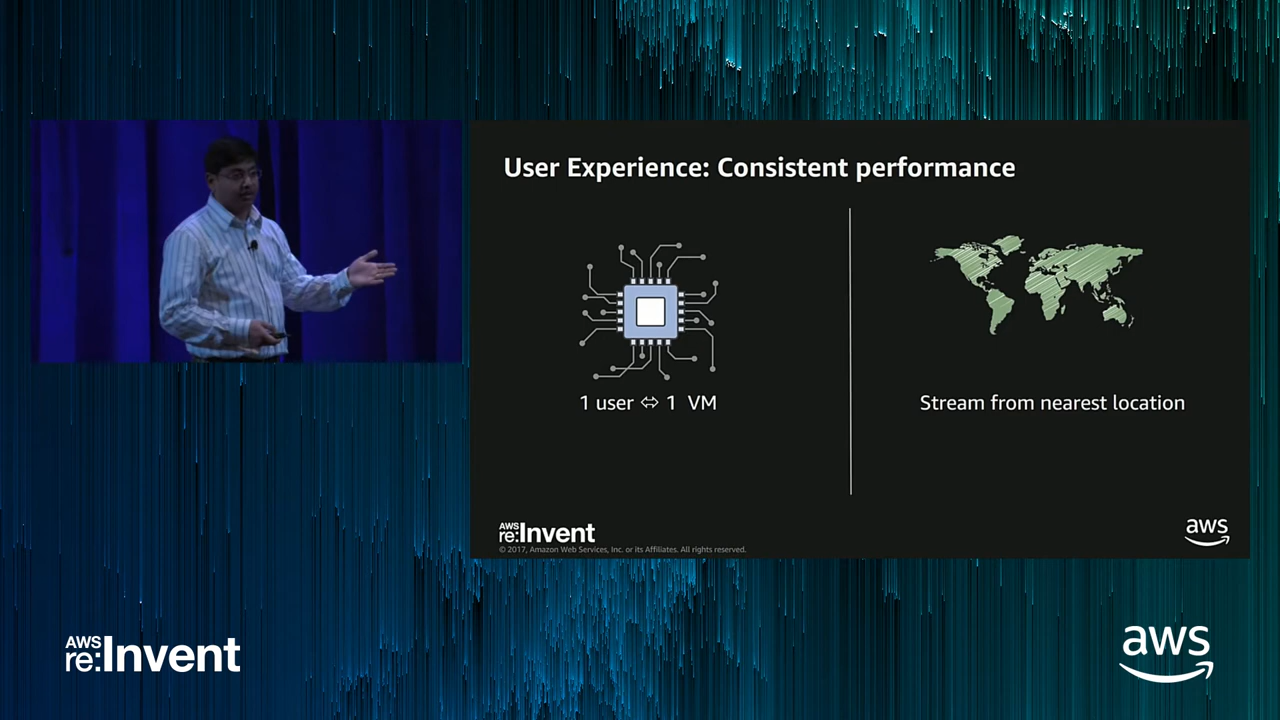 User Experience: Consistent performance
1 user ⇔ 1 VM
Stream from nearest location
AWS
re:Invent
© 2017, Amazon Web Services, Inc. or its Affiliates. All rights reserved.
aws
AWS
re:Invent
aws